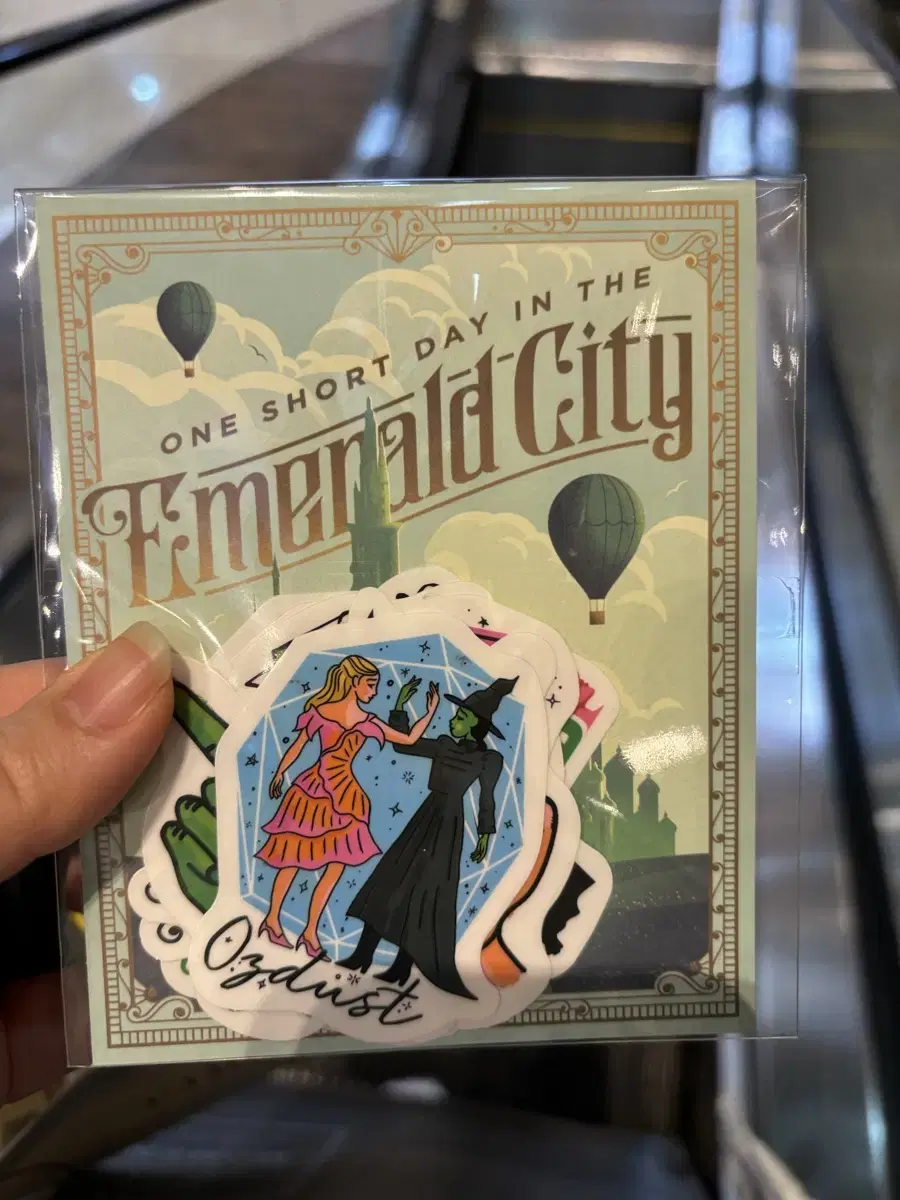 ONE SHORT DAY IN THE
Emerald City
Ozdust